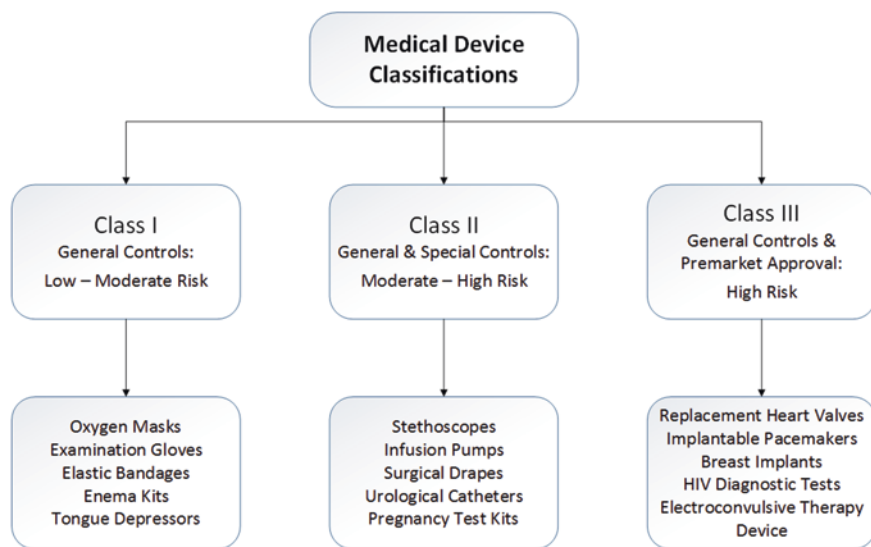 Medical Device
Classifications
Class I
General Controls:
Low – Moderate Risk
Class II
General & Special Controls:
Moderate – High Risk
Class III
General Controls &
Premarket Approval:
High Risk
Oxygen Masks
Examination Gloves
Elastic Bandages
Enema Kits
Tongue Depressors
Stethoscopes
Infusion Pumps
Surgical Drapes
Urological Catheters
Pregnancy Test Kits
Replacement Heart Valves
Implantable Pacemakers
Breast Implants
HIV Diagnostic Tests
Electroconvulsive Therapy
Device